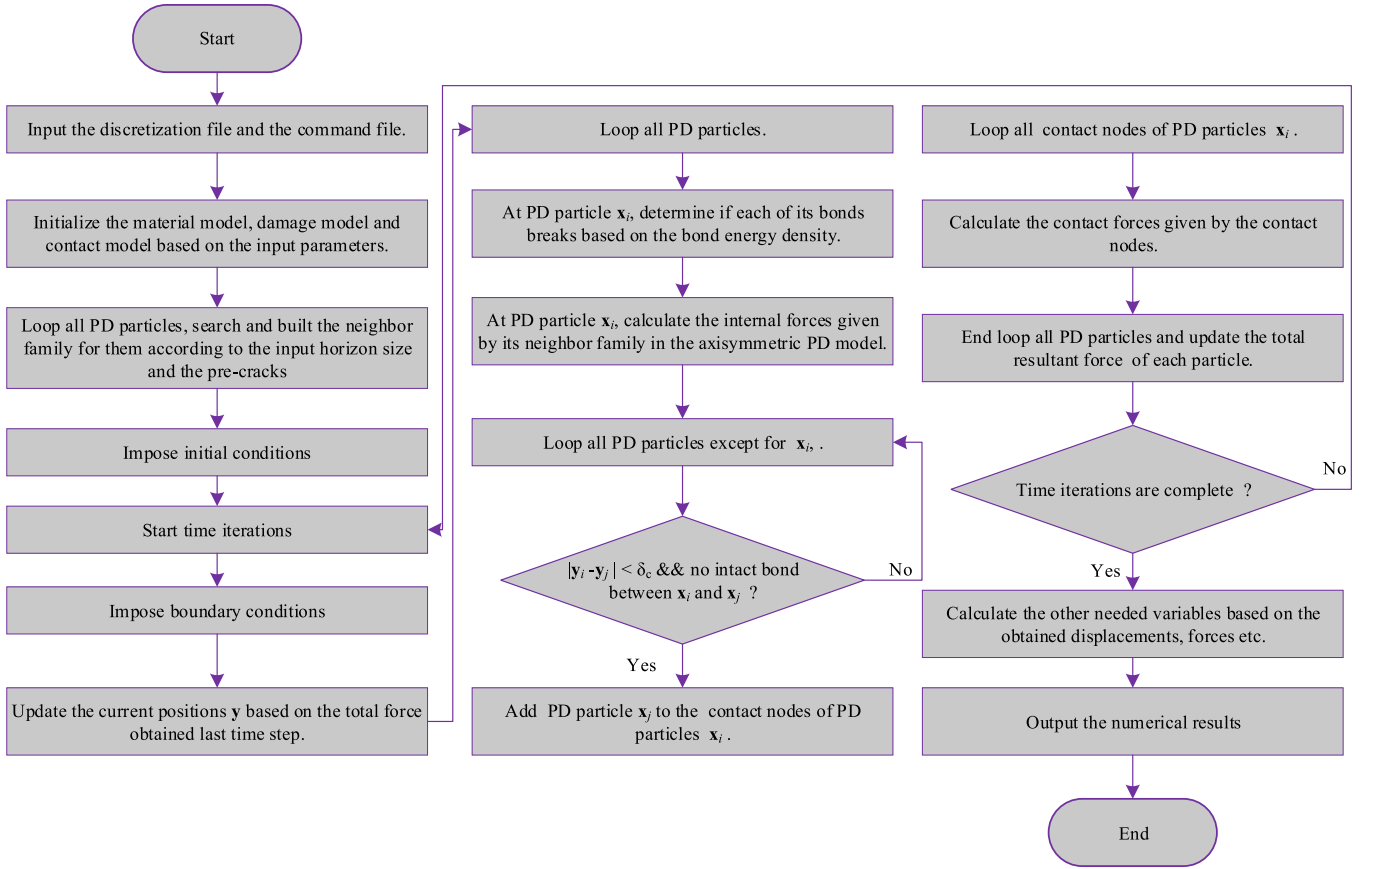 Start
Input the discretization file and the command file.
Initialize the material model, damage model and
contact model based on the input parameters.
Loop all PD particles, search and built the neighbor
family for them according to the input horizon size
and the pre-cracks
Impose initial conditions
Start time iterations
Impose boundary conditions
Update the current positions y based on the total force
obtained last time step.
Loop all PD particles.
At PD particle xi, determine if each of its bonds
breaks based on the bond energy density.
At PD particle xi, calculate the internal forces given
by its neighbor family in the axisymmetric PD model.
Loop all PD particles except for xi, .
|yi -yj | < δc && no intact bond
between xi and xj ?
No
Yes
Add PD particle xj to the contact nodes of PD
particles xi .
Loop all contact nodes of PD particles xi .
Calculate the contact forces given by the contact
nodes.
End loop all PD particles and update the total
resultant force of each particle.
Time iterations are complete ?
No
Yes
Calculate the other needed variables based on the
obtained displacements, forces etc.
Output the numerical results
End